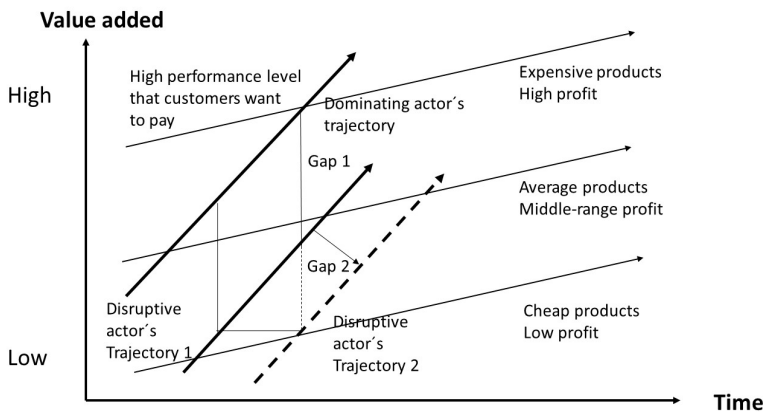 Value added
High
High performance level
that customers want
to pay
Dominating actor´s
trajectory
Expensive products
High profit
Gap 1
Average products
Middle-range profit
Gap 2
Disruptive
actor´s
Trajectory 1
Disruptive
actor´s
Trajectory 2
Cheap products
Low profit
Low
Time